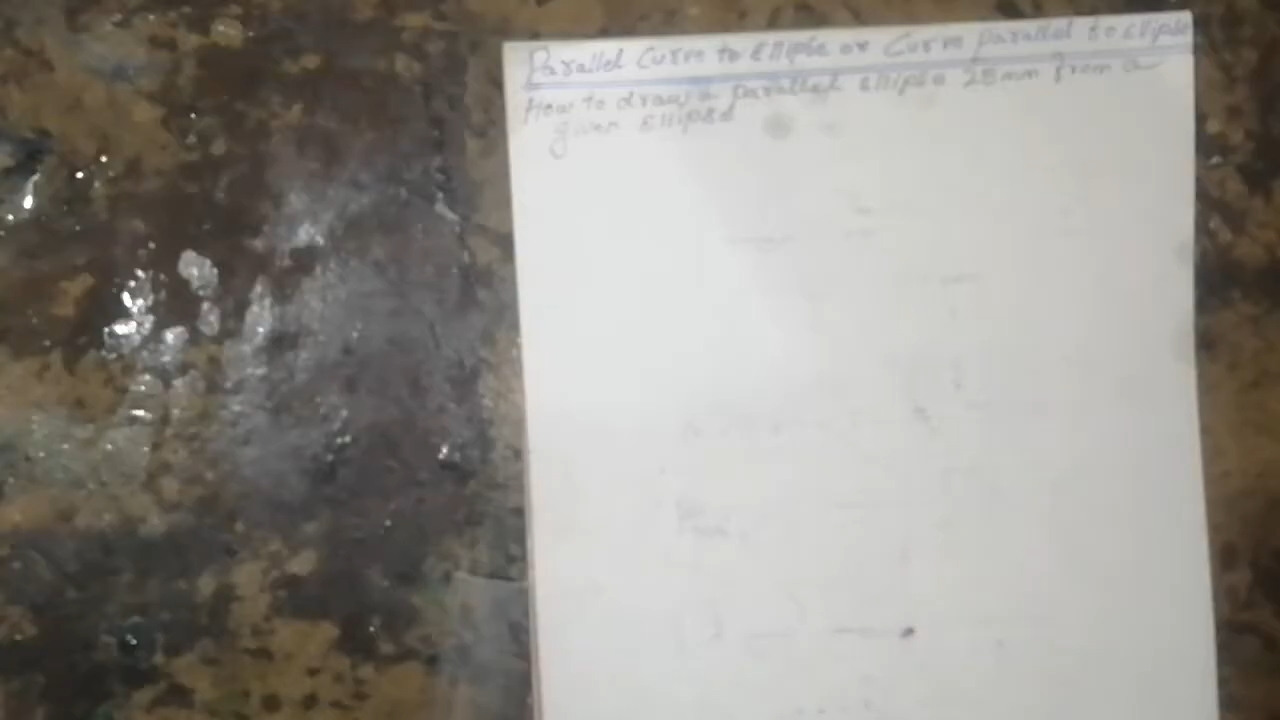 Parallel Curve to Ellipse or Curve parallel to ellipse
How to draw a parallel ellipse 25mm from a
given Ellipse